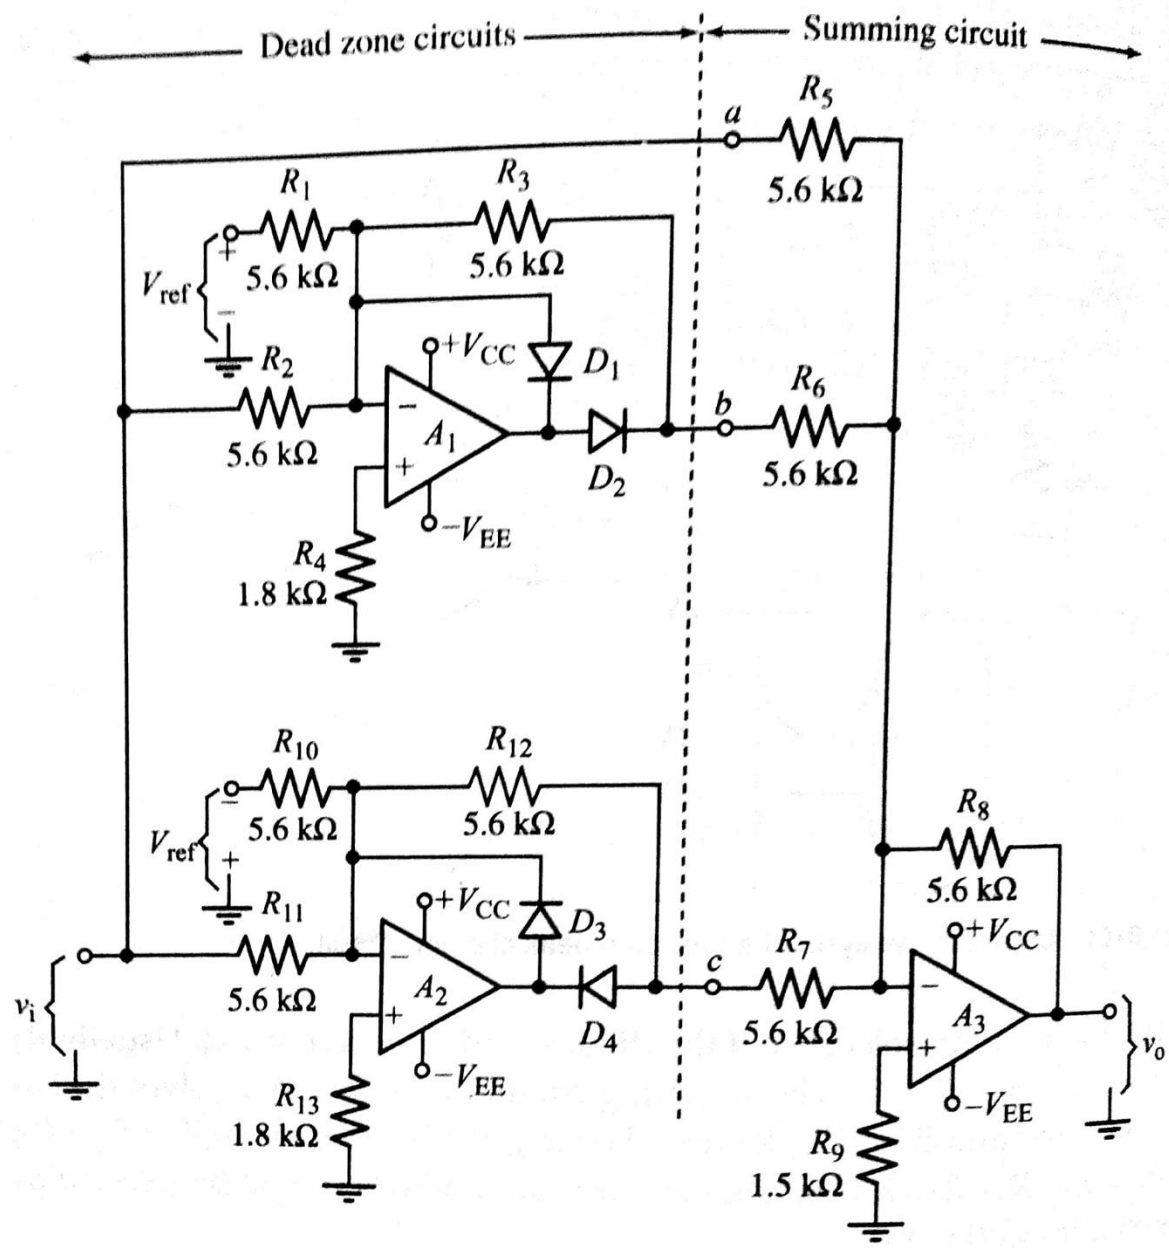 Dead zone circuits
Summing circuit
a
R5
5.6 kΩ
R1
5.6 kΩ
R3
5.6 kΩ
Vref
+
−
R2
5.6 kΩ
+VCC
D1
−
A1
+
−VEE
D2
b
R6
5.6 kΩ
R4
1.8 kΩ
R10
5.6 kΩ
R12
5.6 kΩ
Vref
−
+
R11
5.6 kΩ
+VCC
D3
−
A2
+
−VEE
D4
c
R7
5.6 kΩ
R8
5.6 kΩ
+VCC
−
A3
+
−VEE
vi
vo
R13
1.8 kΩ
R9
1.5 kΩ